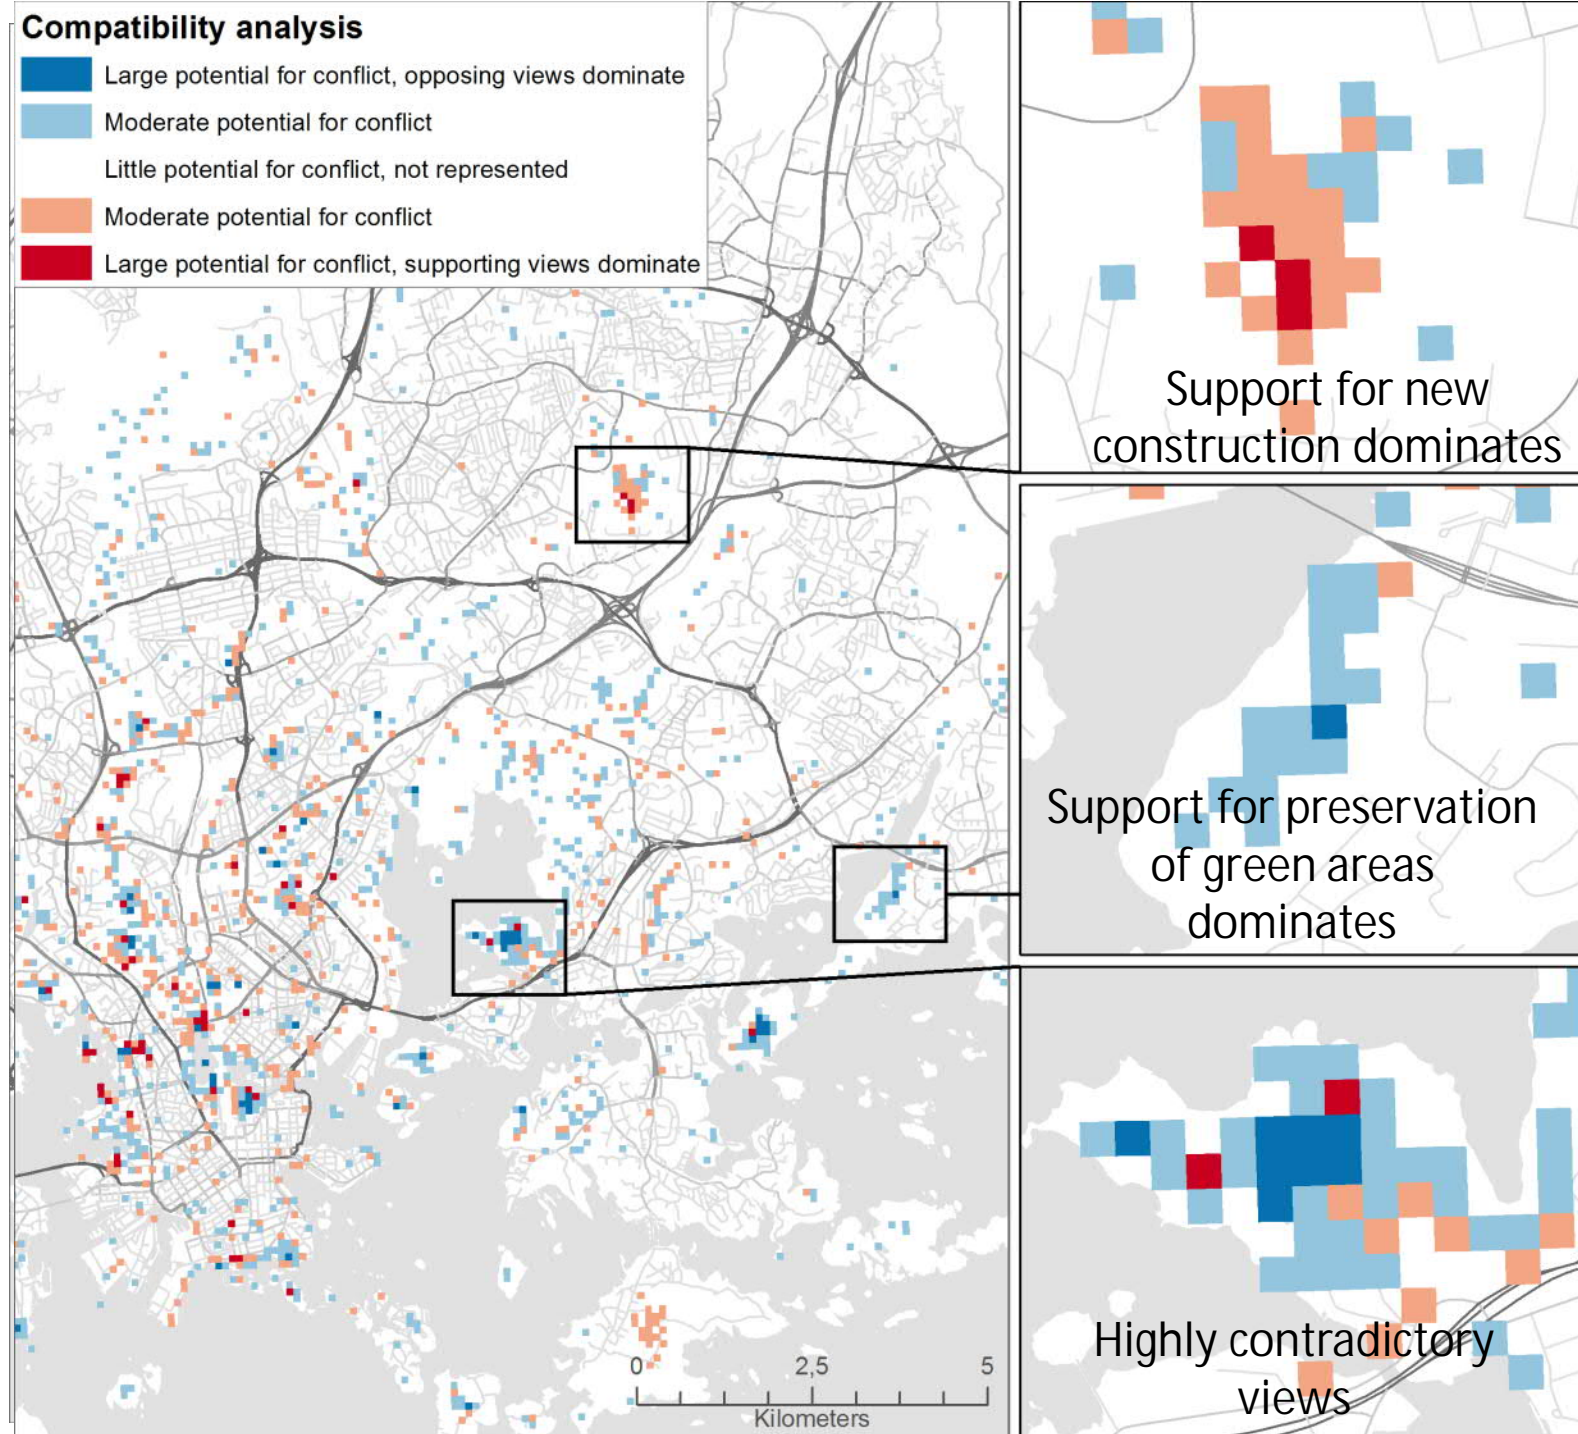 Compatibility analysis
Large potential for conflict, opposing views dominate
Moderate potential for conflict
Little potential for conflict, not represented
Moderate potential for conflict
Large potential for conflict, supporting views dominate
Support for new
construction dominates
Support for preservation
of green areas
dominates
Highly contradictory
views
0 2,5 5
Kilometers